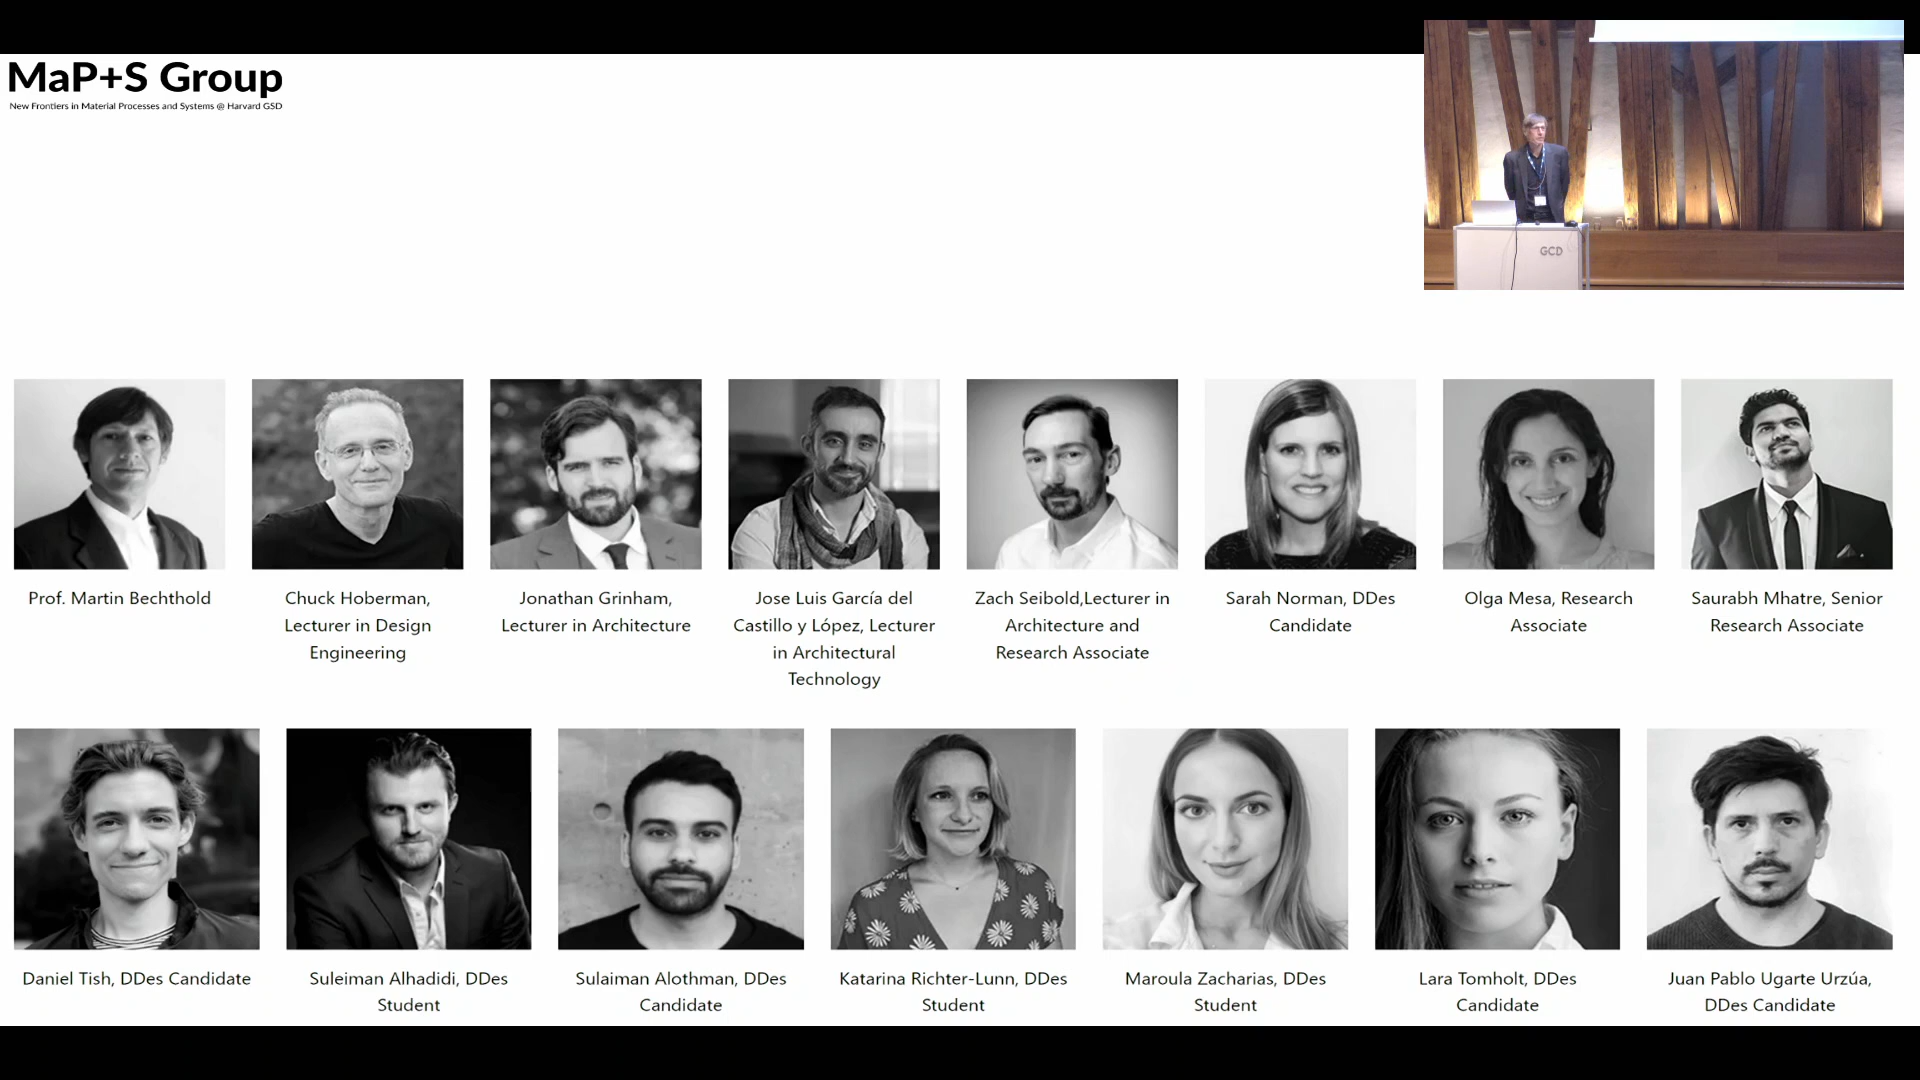 MaP+S Group
New Frontiers in Material Processes and Systems @ Harvard GSD
GCD
Prof. Martin Bechthold
Chuck Hoberman,
Lecturer in Design
Engineering
Jonathan Grinham,
Lecturer in Architecture
Jose Luis García del
Castillo y López, Lecturer
in Architectural
Technology
Zach Seibold,Lecturer in
Architecture and
Research Associate
Sarah Norman, DDes
Candidate
Olga Mesa, Research
Associate
Saurabh Mhatre, Senior
Research Associate
Daniel Tish, DDes Candidate
Suleiman Alhadidi, DDes
Student
Sulaiman Alothman, DDes
Candidate
Katarina Richter-Lunn, DDes
Student
Maroula Zacharias, DDes
Student
Lara Tomholt, DDes
Candidate
Juan Pablo Ugarte Urzúa,
DDes Candidate